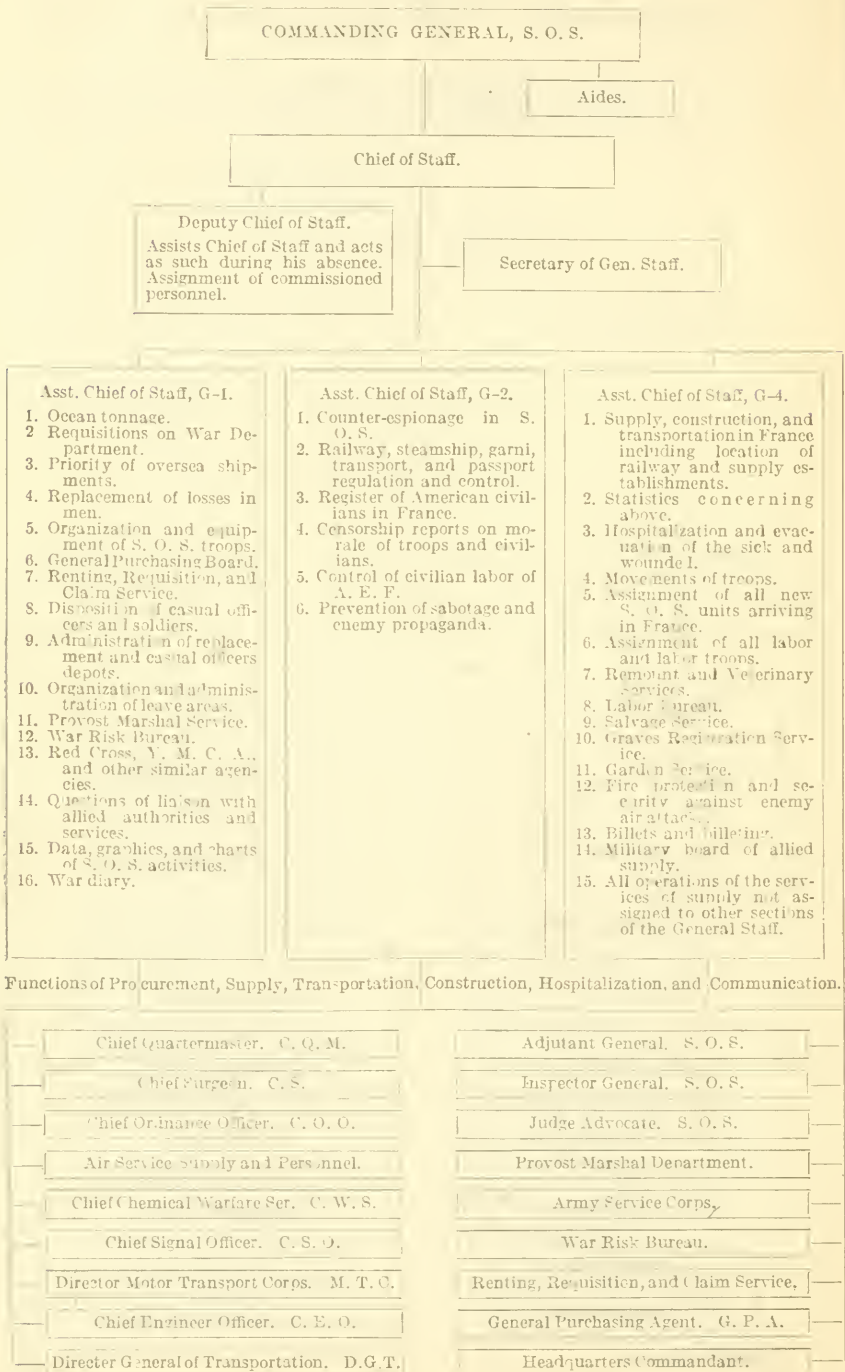 COMMANDING GENERAL, S. O. S.
Aides.
Chief of Staff.
Deputy Chief of Staff.
Assists Chief of Staff and acts
as such during his absence.
Assignment of commissioned
personnel.
Secretary of Gen. Staff.
Asst. Chief of Staff, G-1.
1. Ocean tonnage.
2 Requisitions on War De-
partment.
3. Priority of oversea ship-
ments.
4. Replacement of losses in
men.
5. Organization and equip-
ment of S. O. S. troops.
6. General Purchasing Board.
7. Renting, Requisition, and
Claim Service.
8. Disposition of casual offi-
cers and soldiers.
9. Administration of replace-
ment and casual officers
depots.
10. Organization and adminis-
tration of leave areas.
11. Provost Marshal Service.
12. War Risk Bureau.
13. Red Cross, Y. M. C. A.,
and other similar agen-
cies.
14. Questions of liaison with
allied authorities and
services.
15. Data, graphics, and charts
of S. O. S. activities.
16. War diary.
Asst. Chief of Staff, G-2.
1. Counter-espionage in S.
O. S.
2. Railway, steamship, garni,
transport, and passport
regulation and control.
3. Register of American civil-
ians in France.
4. Censorship reports on mo-
rale of troops and civil-
ians.
5. Control of civilian labor of
A. E. F.
6. Prevention of sabotage and
enemy propaganda.
Asst. Chief of Staff, G-4.
1. Supply, construction, and
transportation in France
including location of
railway and supply es-
tablishments.
2. Statistics concerning
above.
3. Hospitalization and evac-
uation of the sick and
wounded.
4. Movements of troops.
5. Assignment of all new
S. O. S. units arriving
in France.
6. Assignment of all labor
and labor troops.
7. Remount and Veterinary
services.
8. Labor Bureau.
9. Salvage Service.
10. Graves Registration Serv-
ice.
11. Garden Service.
12. Fire protection and se-
curity against enemy
air attac
13. Billets and billeting.
14. Military board of allied
supply.
15. All operations of the serv-
ices of supply not as-
signed to other sections
of the General Staff.
Functions of Procurement, Supply, Transportation, Construction, Hospitalization, and Communication.
Chief Quartermaster. C. Q. M.
Chief Surgeon. C. S.
Chief Ordnance Officer. C. O. O.
Air Service Supply and Personnel.
Chief Chemical Warfare Ser. C. W. S.
Chief Signal Officer. C. S. O.
Director Motor Transport Corps. M. T. C.
Chief Engineer Officer. C. E. O.
Directer General of Transportation. D.G.T.
Adjutant General. S. O. S.
Inspector General. S. O. S.
Judge Advocate. S. O. S.
Provost Marshal Department.
Army Service Corps.
War Risk Bureau.
Renting, Requisition, and Claim Service.
General Purchasing Agent. G. P. A.
Headquarters Commandant.